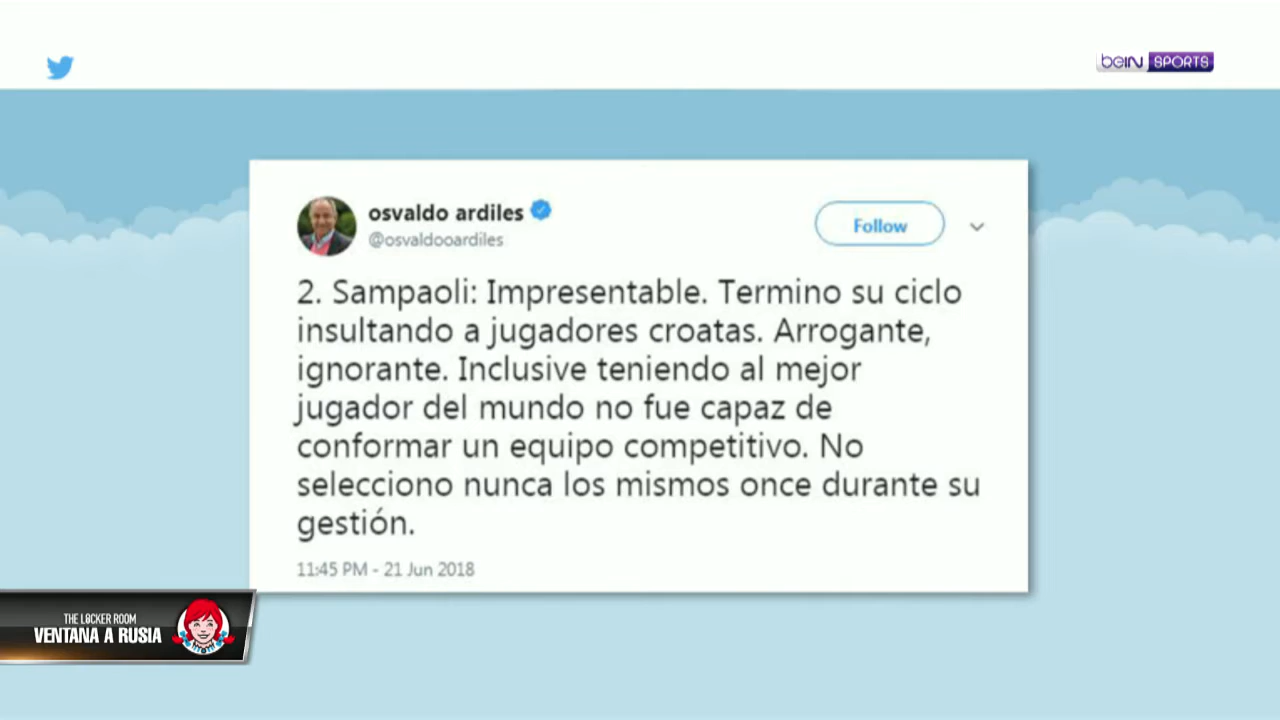 beIN SPORTS
osvaldo ardiles
@osvaldooardiles
Follow
2. Sampaoli: Impresentable. Termino su ciclo
insultando a jugadores croatas. Arrogante,
ignorante. Inclusive teniendo al mejor
jugador del mundo no fue capaz de
conformar un equipo competitivo. No
selecciono nunca los mismos once durante su
gestión.
11:45 PM - 21 Jun 2018
THE LOCKER ROOM
VENTANA A RUSIA